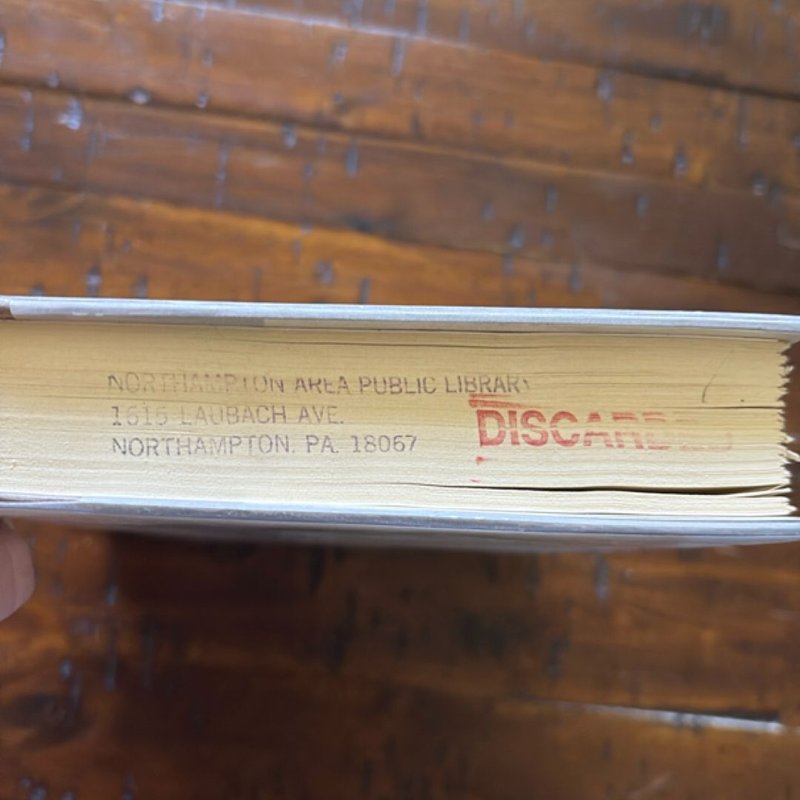 NORTHAMPTON AREA PUBLIC LIBRARY
1615 LAUBACH AVE.
NORTHAMPTON, PA. 18067
DISCARDED